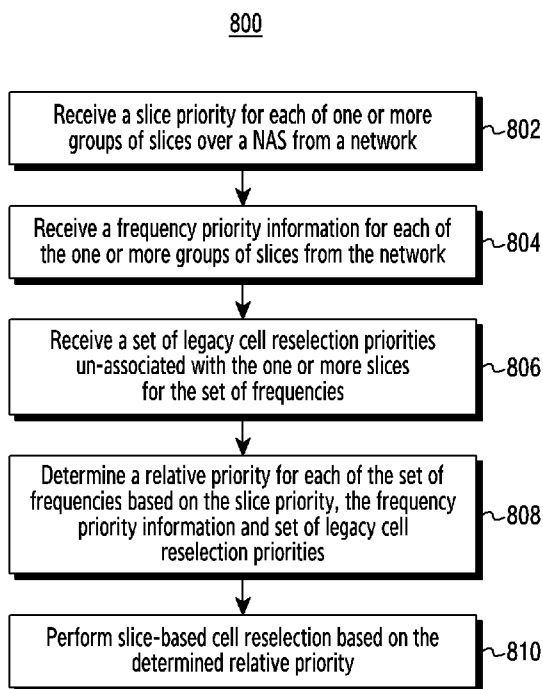 800
Receive a slice priority for each of one or more
groups of slices over a NAS from a network
802
Receive a frequency priority information for each of
the one or more groups of slices from the network
804
Receive a set of legacy cell reselection priorities
un-associated with the one or more slices
for the set of frequencies
806
Determine a relative priority for each of the set of
frequencies based on the slice priority, the frequency
priority information and set of legacy cell
reselection priorities
808
Perform slice-based cell reselection based on the
determined relative priority
810